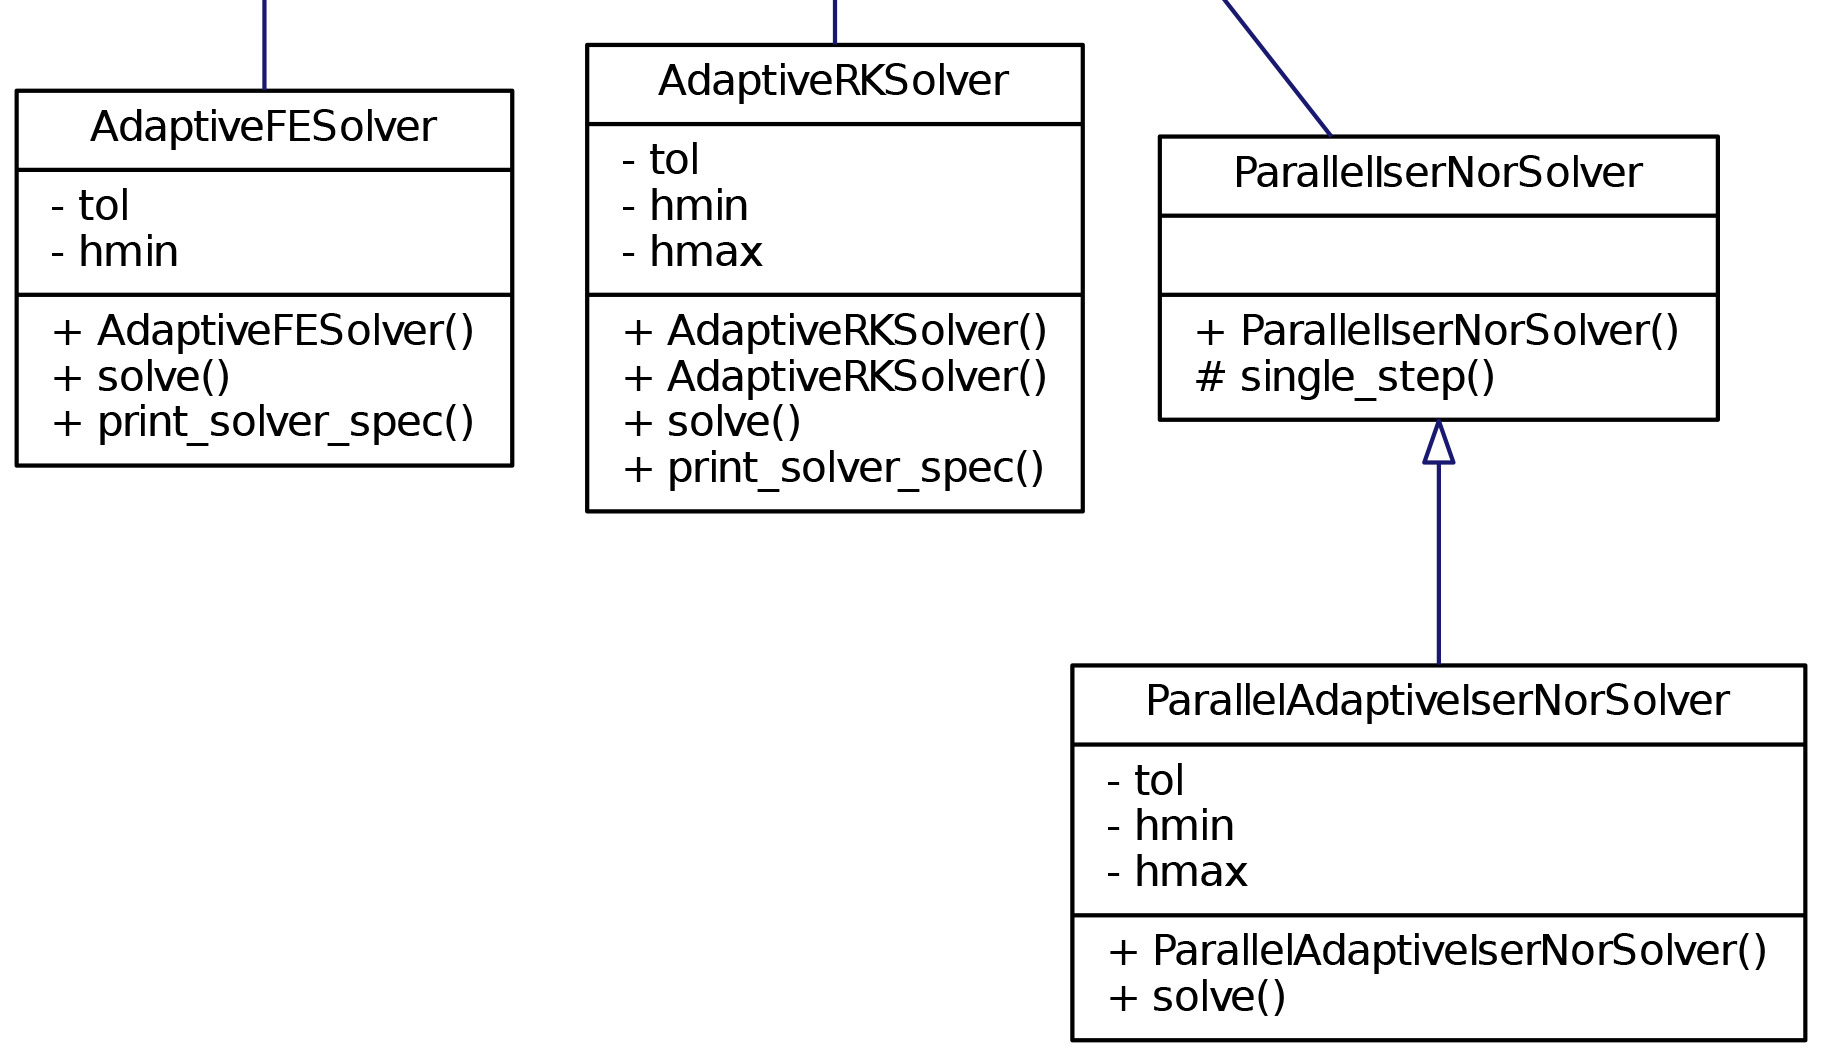 AdaptiveFESolver
- tol
- hmin
+ AdaptiveFESolver()
+ solve()
+ print_solver_spec()
AdaptiveRKSolver
- tol
- hmin
- hmax
+ AdaptiveRKSolver()
+ AdaptiveRKSolver()
+ solve()
+ print_solver_spec()
ParallelIserNorSolver
+ ParallelIserNorSolver()
# single_step()
ParallelAdaptiveIserNorSolver
- tol
- hmin
- hmax
+ ParallelAdaptiveIserNorSolver()
+ solve()